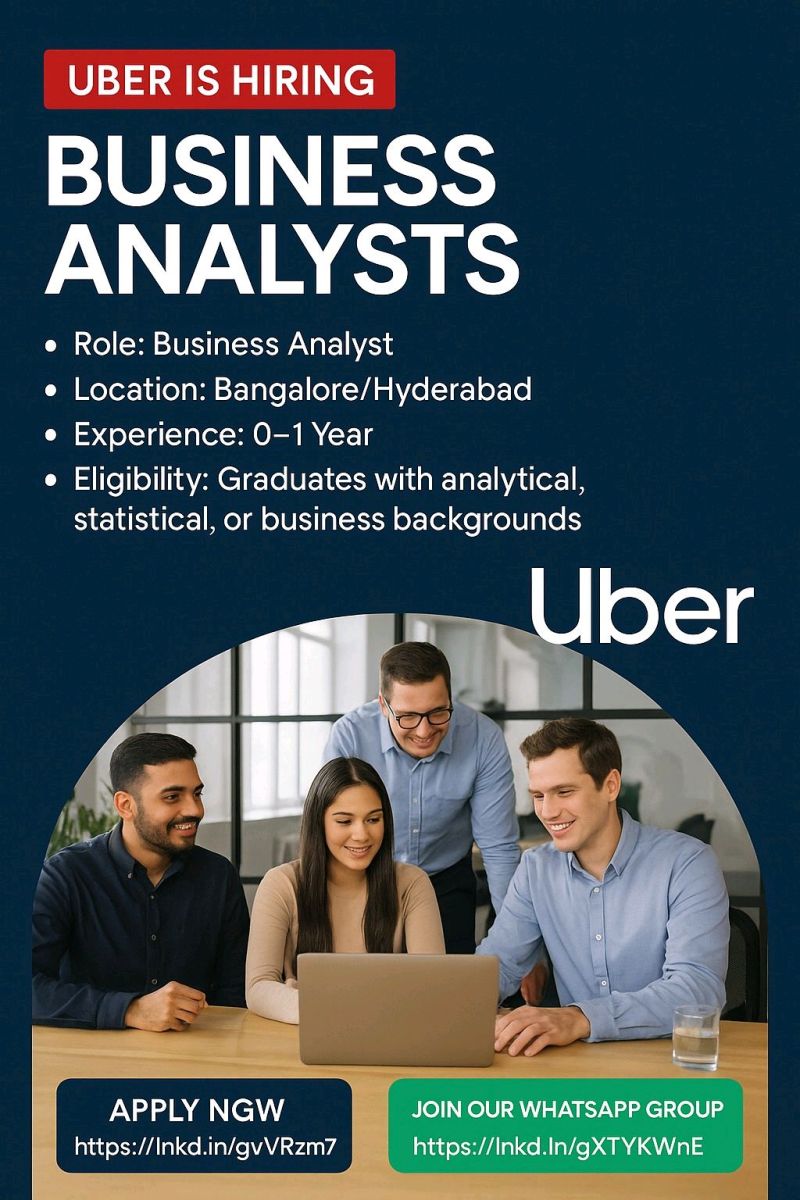 UBER IS HIRING
BUSINESS
ANALYSTS
• Role: Business Analyst
• Location: Bangalore/Hyderabad
• Experience: 0–1 Year
• Eligibility: Graduates with analytical,
statistical, or business backgrounds
Uber
APPLY NGW
https://lnkd.in/gvVRzm7
JOIN OUR WHATSAPP GROUP
https://lnkd.In/gXTYKWnE